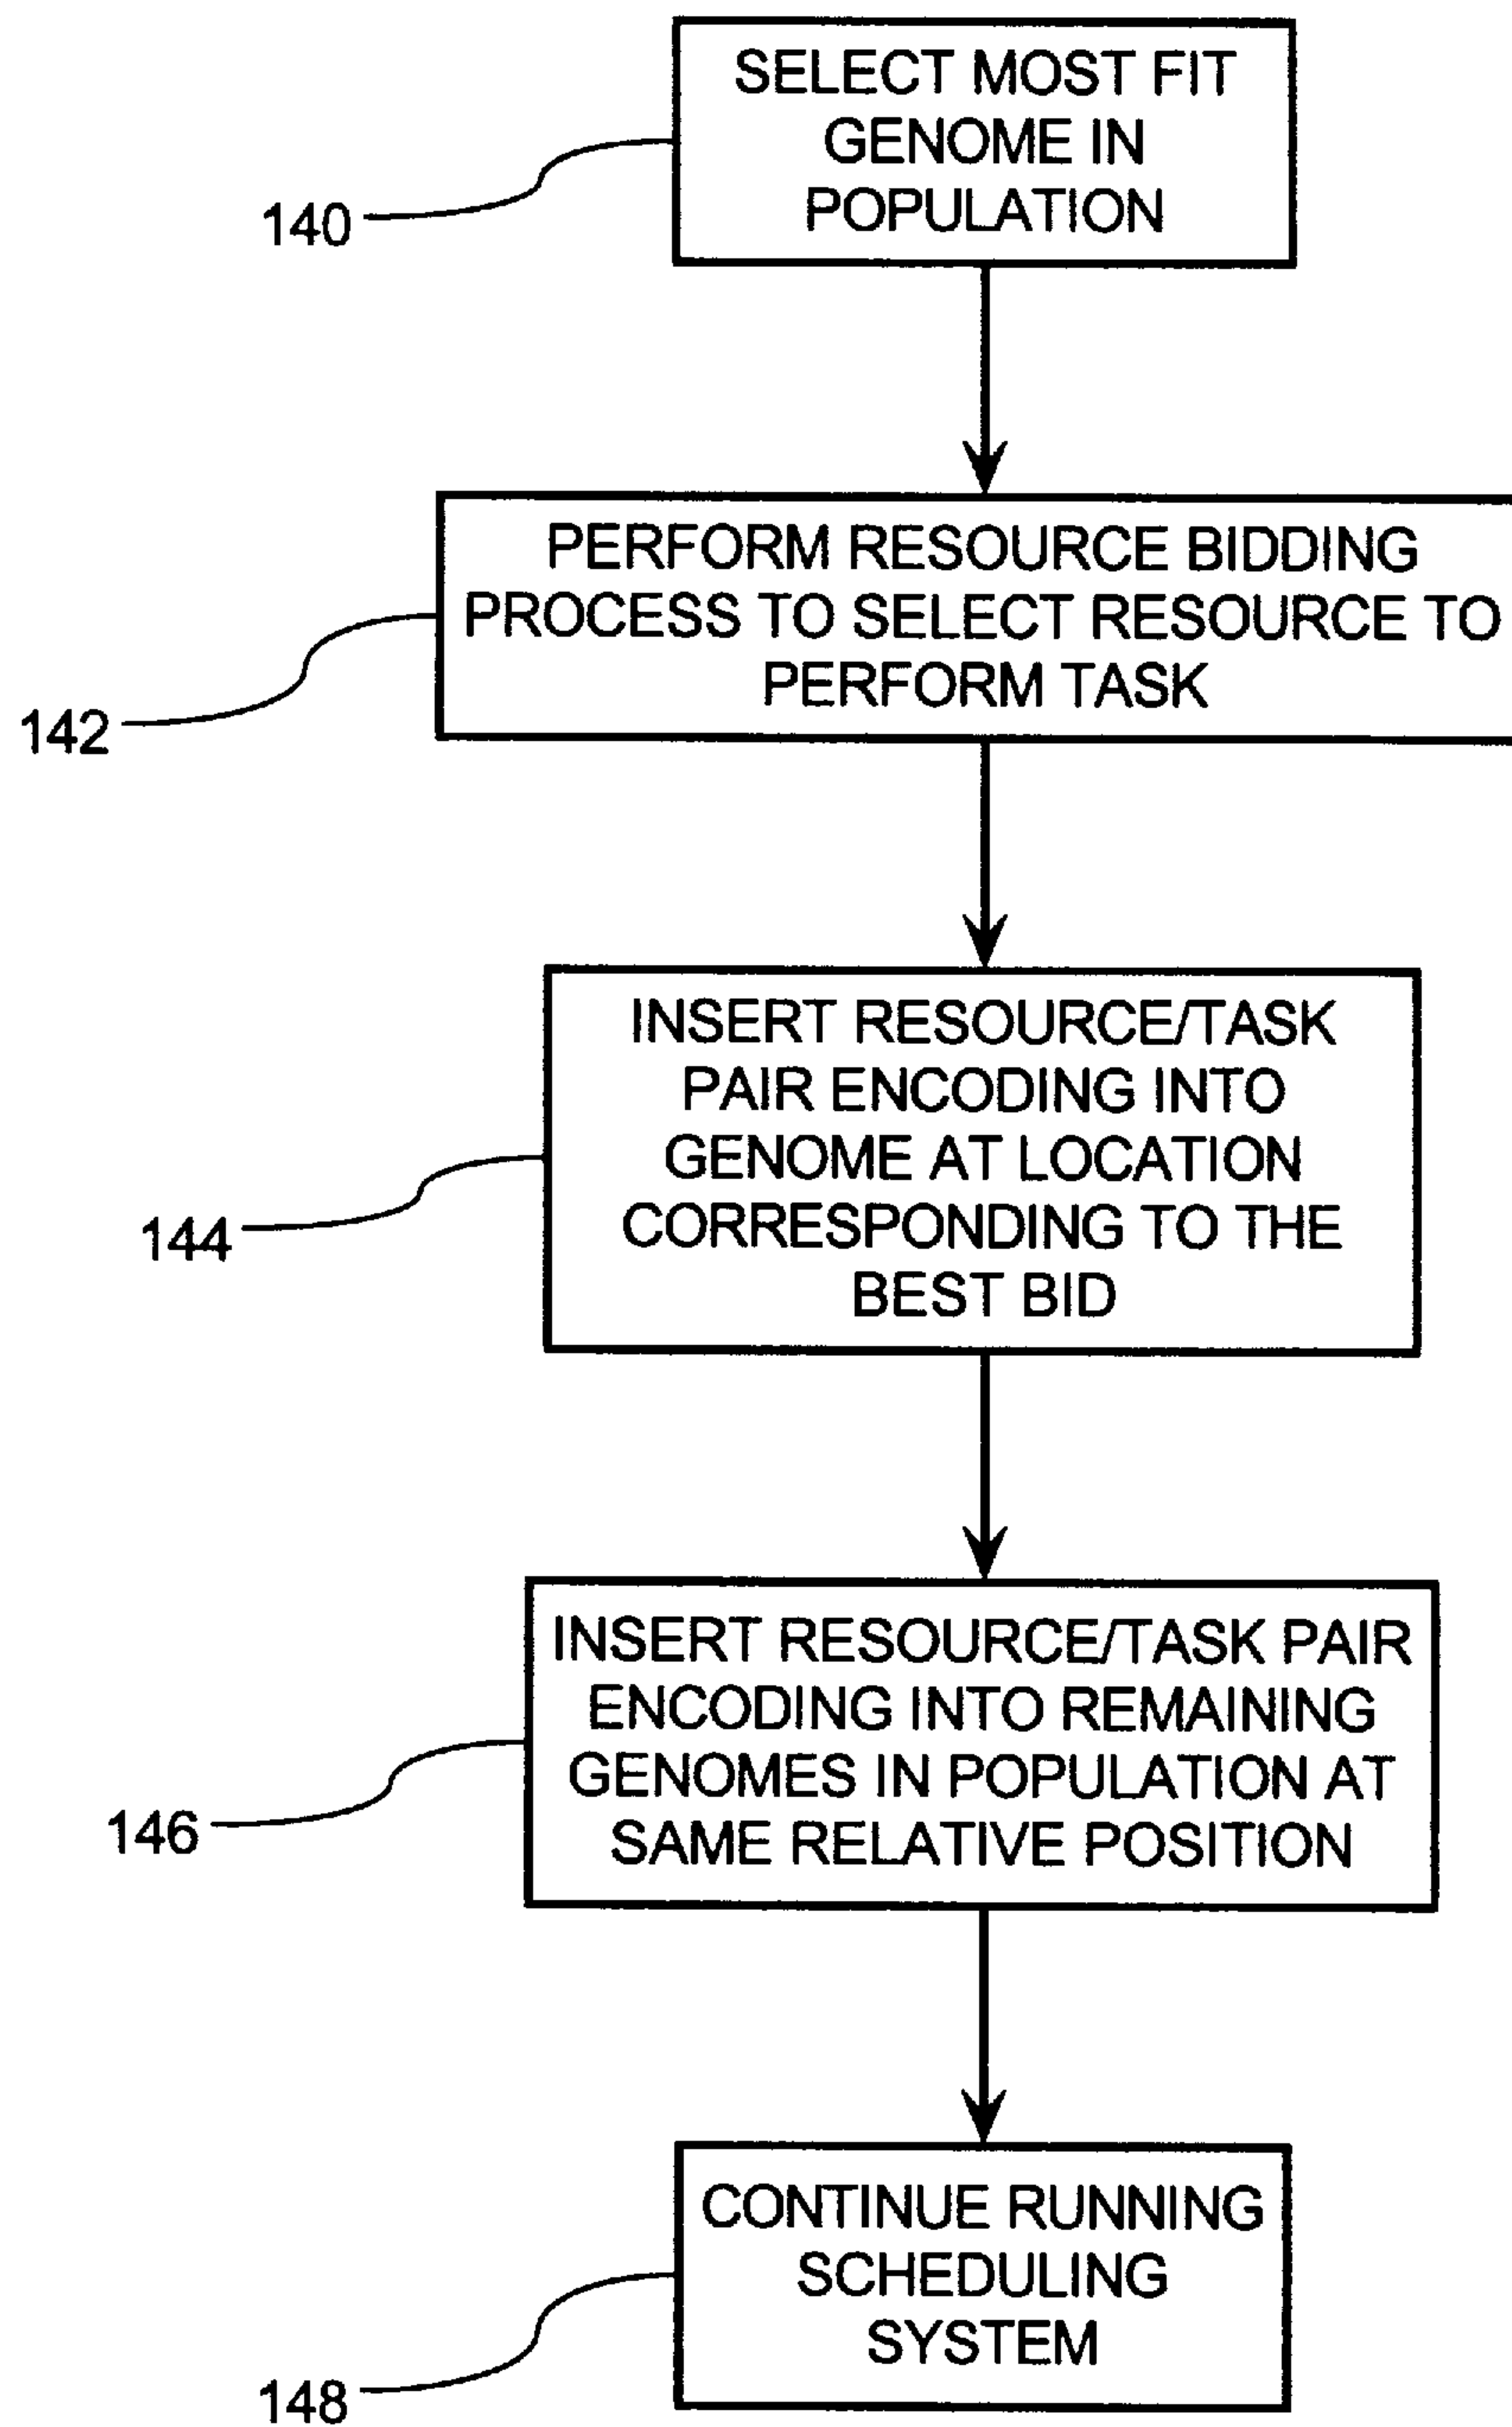 SELECT MOST FIT
GENOME IN
POPULATION
140
PERFORM RESOURCE BIDDING
PROCESS TO SELECT RESOURCE TO
PERFORM TASK
142
INSERT RESOURCE/TASK
PAIR ENCODING INTO
GENOME AT LOCATION
CORRESPONDING TO THE
BEST BID
144
INSERT RESOURCE/TASK PAIR
ENCODING INTO REMAINING
GENOMES IN POPULATION AT
SAME RELATIVE POSITION
146
CONTINUE RUNNING
SCHEDULING
SYSTEM
148